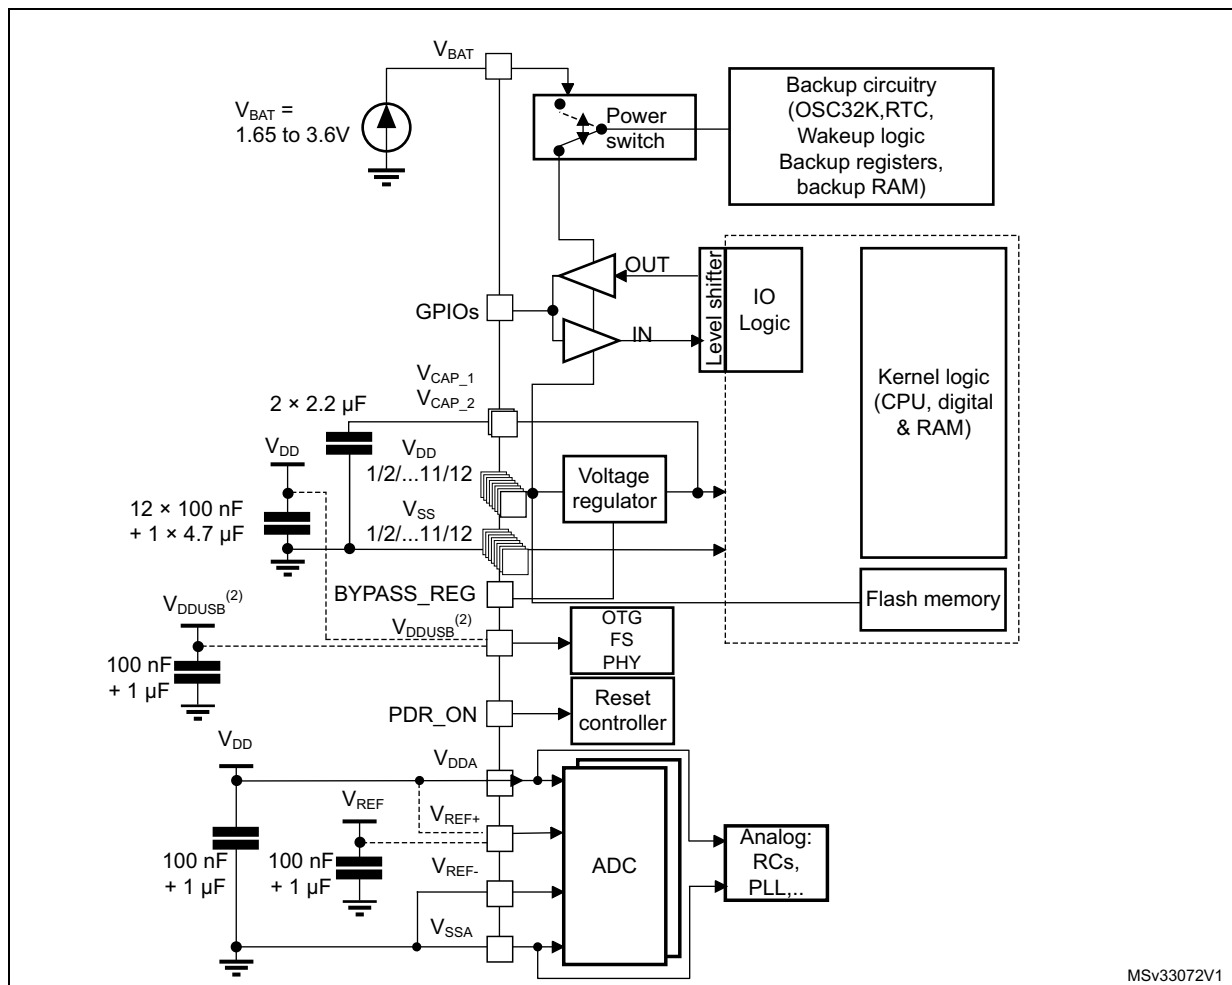 VBAT
VBAT =
1.65 to 3.6V
Power
switch
Backup circuitry
(OSC32K,RTC,
Wakeup logic
Backup registers,
backup RAM)
GPIOs
OUT
IN
Level shifter
IO
Logic
Kernel logic
(CPU, digital
& RAM)
VCAP_1
VCAP_2
2 × 2.2 µF
VDD
12 × 100 nF
+ 1 × 4.7 µF
VDD
1/2/...11/12
Voltage
regulator
VSS
1/2/...11/12
BYPASS_REG
Flash memory
VDDUSB(2)
100 nF
+ 1 µF
VDDUSB(2)
OTG
FS
PHY
PDR_ON
Reset
controller
VDD
100 nF
+ 1 µF
VREF
100 nF
+ 1 µF
VDDA
VREF+
VREF-
VSSA
ADC
Analog:
RCs,
PLL,..
MSv33072V1